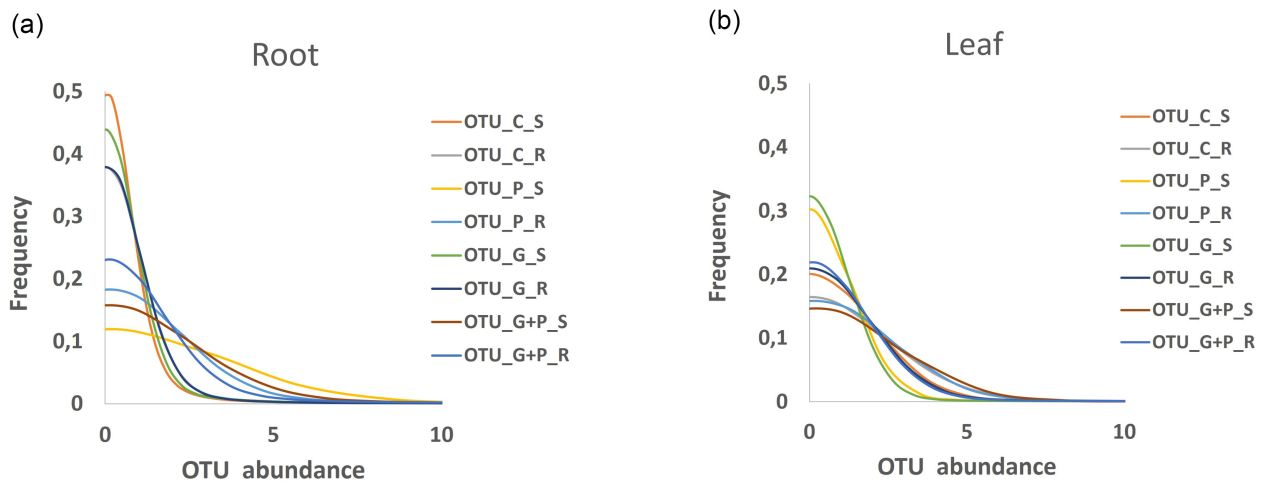 (a)
Root
0,5
0,4
0,3
0,2
0,1
0
Frequency
0
5
10
OTU abundance
OTU_C_S
OTU_C_R
OTU_P_S
OTU_P_R
OTU_G_S
OTU_G_R
OTU_G+P_S
OTU_G+P_R
(b)
Leaf
0,5
0,4
0,3
0,2
0,1
0
Frequency
0
5
10
OTU abundance
OTU_C_S
OTU_C_R
OTU_P_S
OTU_P_R
OTU_G_S
OTU_G_R
OTU_G+P_S
OTU_G+P_R